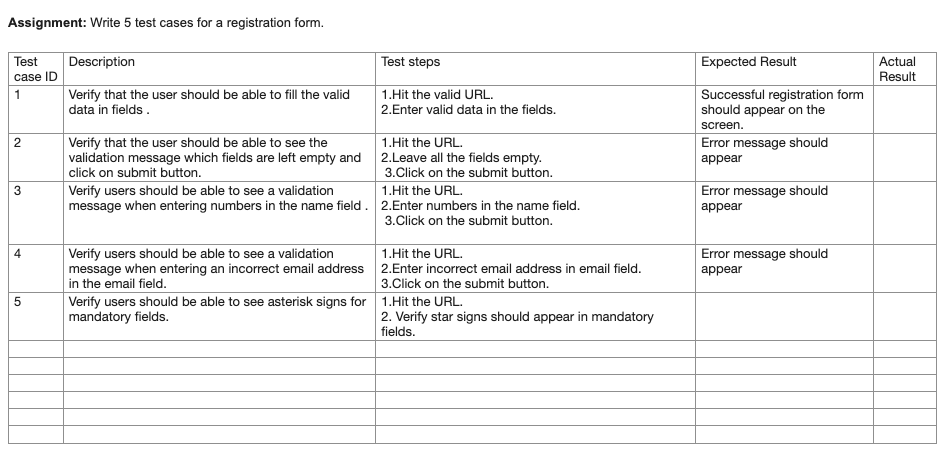 Assignment: Write 5 test cases for a registration form.
Test
case ID
Description
Test steps
Expected Result
Actual
Result
1
Verify that the user should be able to fill the valid
data in fields .
1.Hit the valid URL.
2.Enter valid data in the fields.
Successful registration form
should appear on the
screen.
2
Verify that the user should be able to see the
validation message which fields are left empty and
click on submit button.
1.Hit the URL.
2.Leave all the fields empty.
3.Click on the submit button.
Error message should
appear
3
Verify users should be able to see a validation
message when entering numbers in the name field .
1.Hit the URL.
2.Enter numbers in the name field.
3.Click on the submit button.
Error message should
appear
4
Verify users should be able to see a validation
message when entering an incorrect email address
in the email field.
1.Hit the URL.
2.Enter incorrect email address in email field.
3.Click on the submit button.
Error message should
appear
5
Verify users should be able to see asterisk signs for
mandatory fields.
1.Hit the URL.
2. Verify star signs should appear in mandatory
fields.